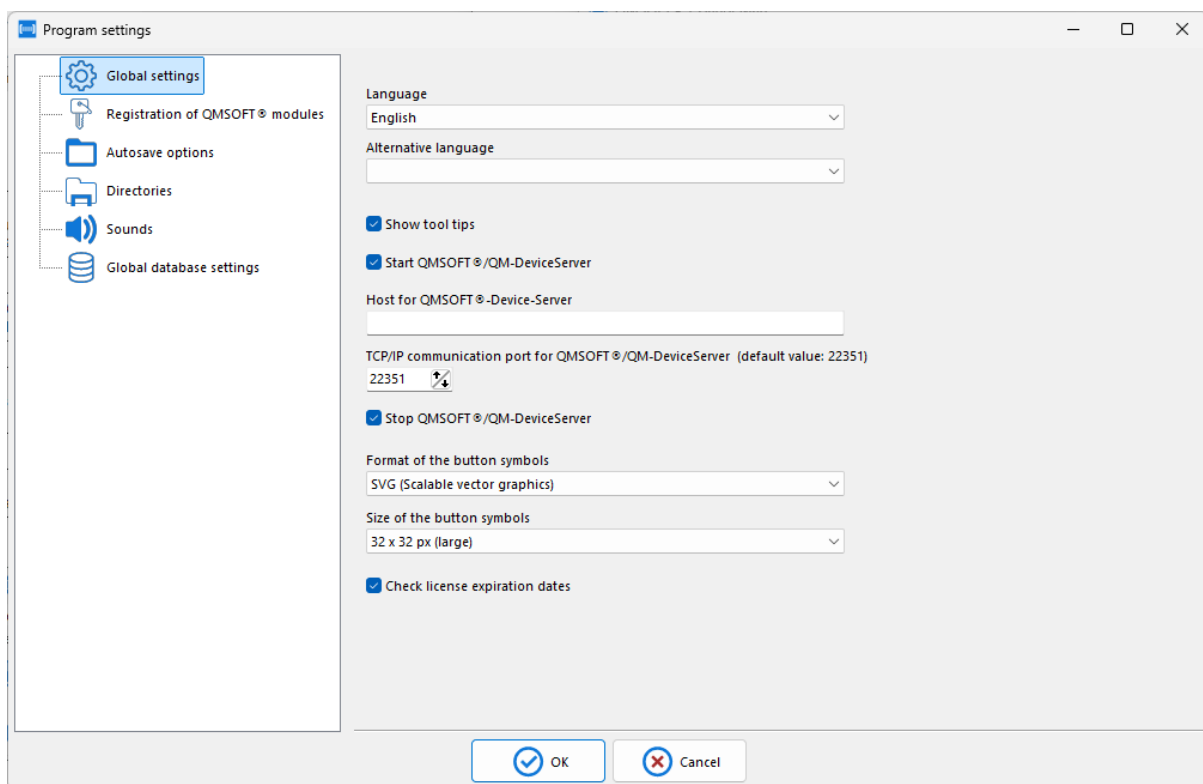 Program settings
Global settings
Registration of QMSOFT® modules
Autosave options
Directories
Sounds
Global database settings
Language
English
Alternative language
Show tool tips
Start QMSOFT®/QM-DeviceServer
Host for QMSOFT®-Device-Server
TCP/IP communication port for QMSOFT®/QM-DeviceServer (default value: 22351)
22351
Stop QMSOFT®/QM-DeviceServer
Format of the button symbols
SVG (Scalable vector graphics)
Size of the button symbols
32 x 32 px (large)
Check license expiration dates
OK
Cancel